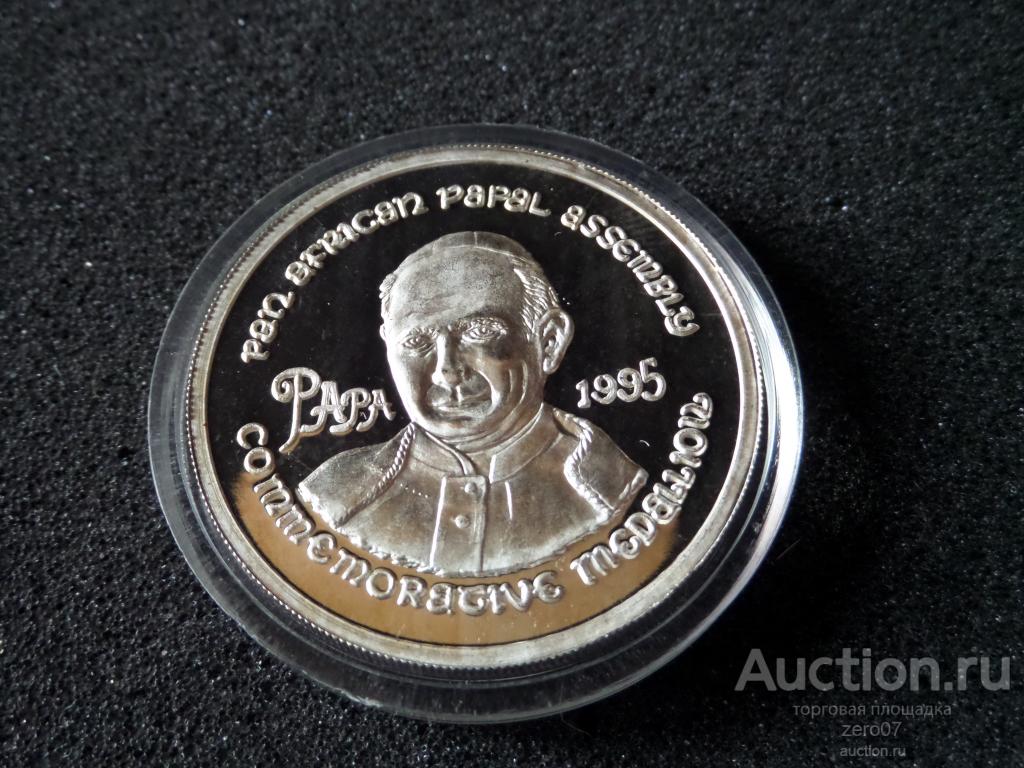 PAN AFRICAN PAPAL ASSEMBLY
PAPA
1995
COMMEMORATIVE MEDALLION
Auction.ru
торговая площадка
zero07
auction.ru